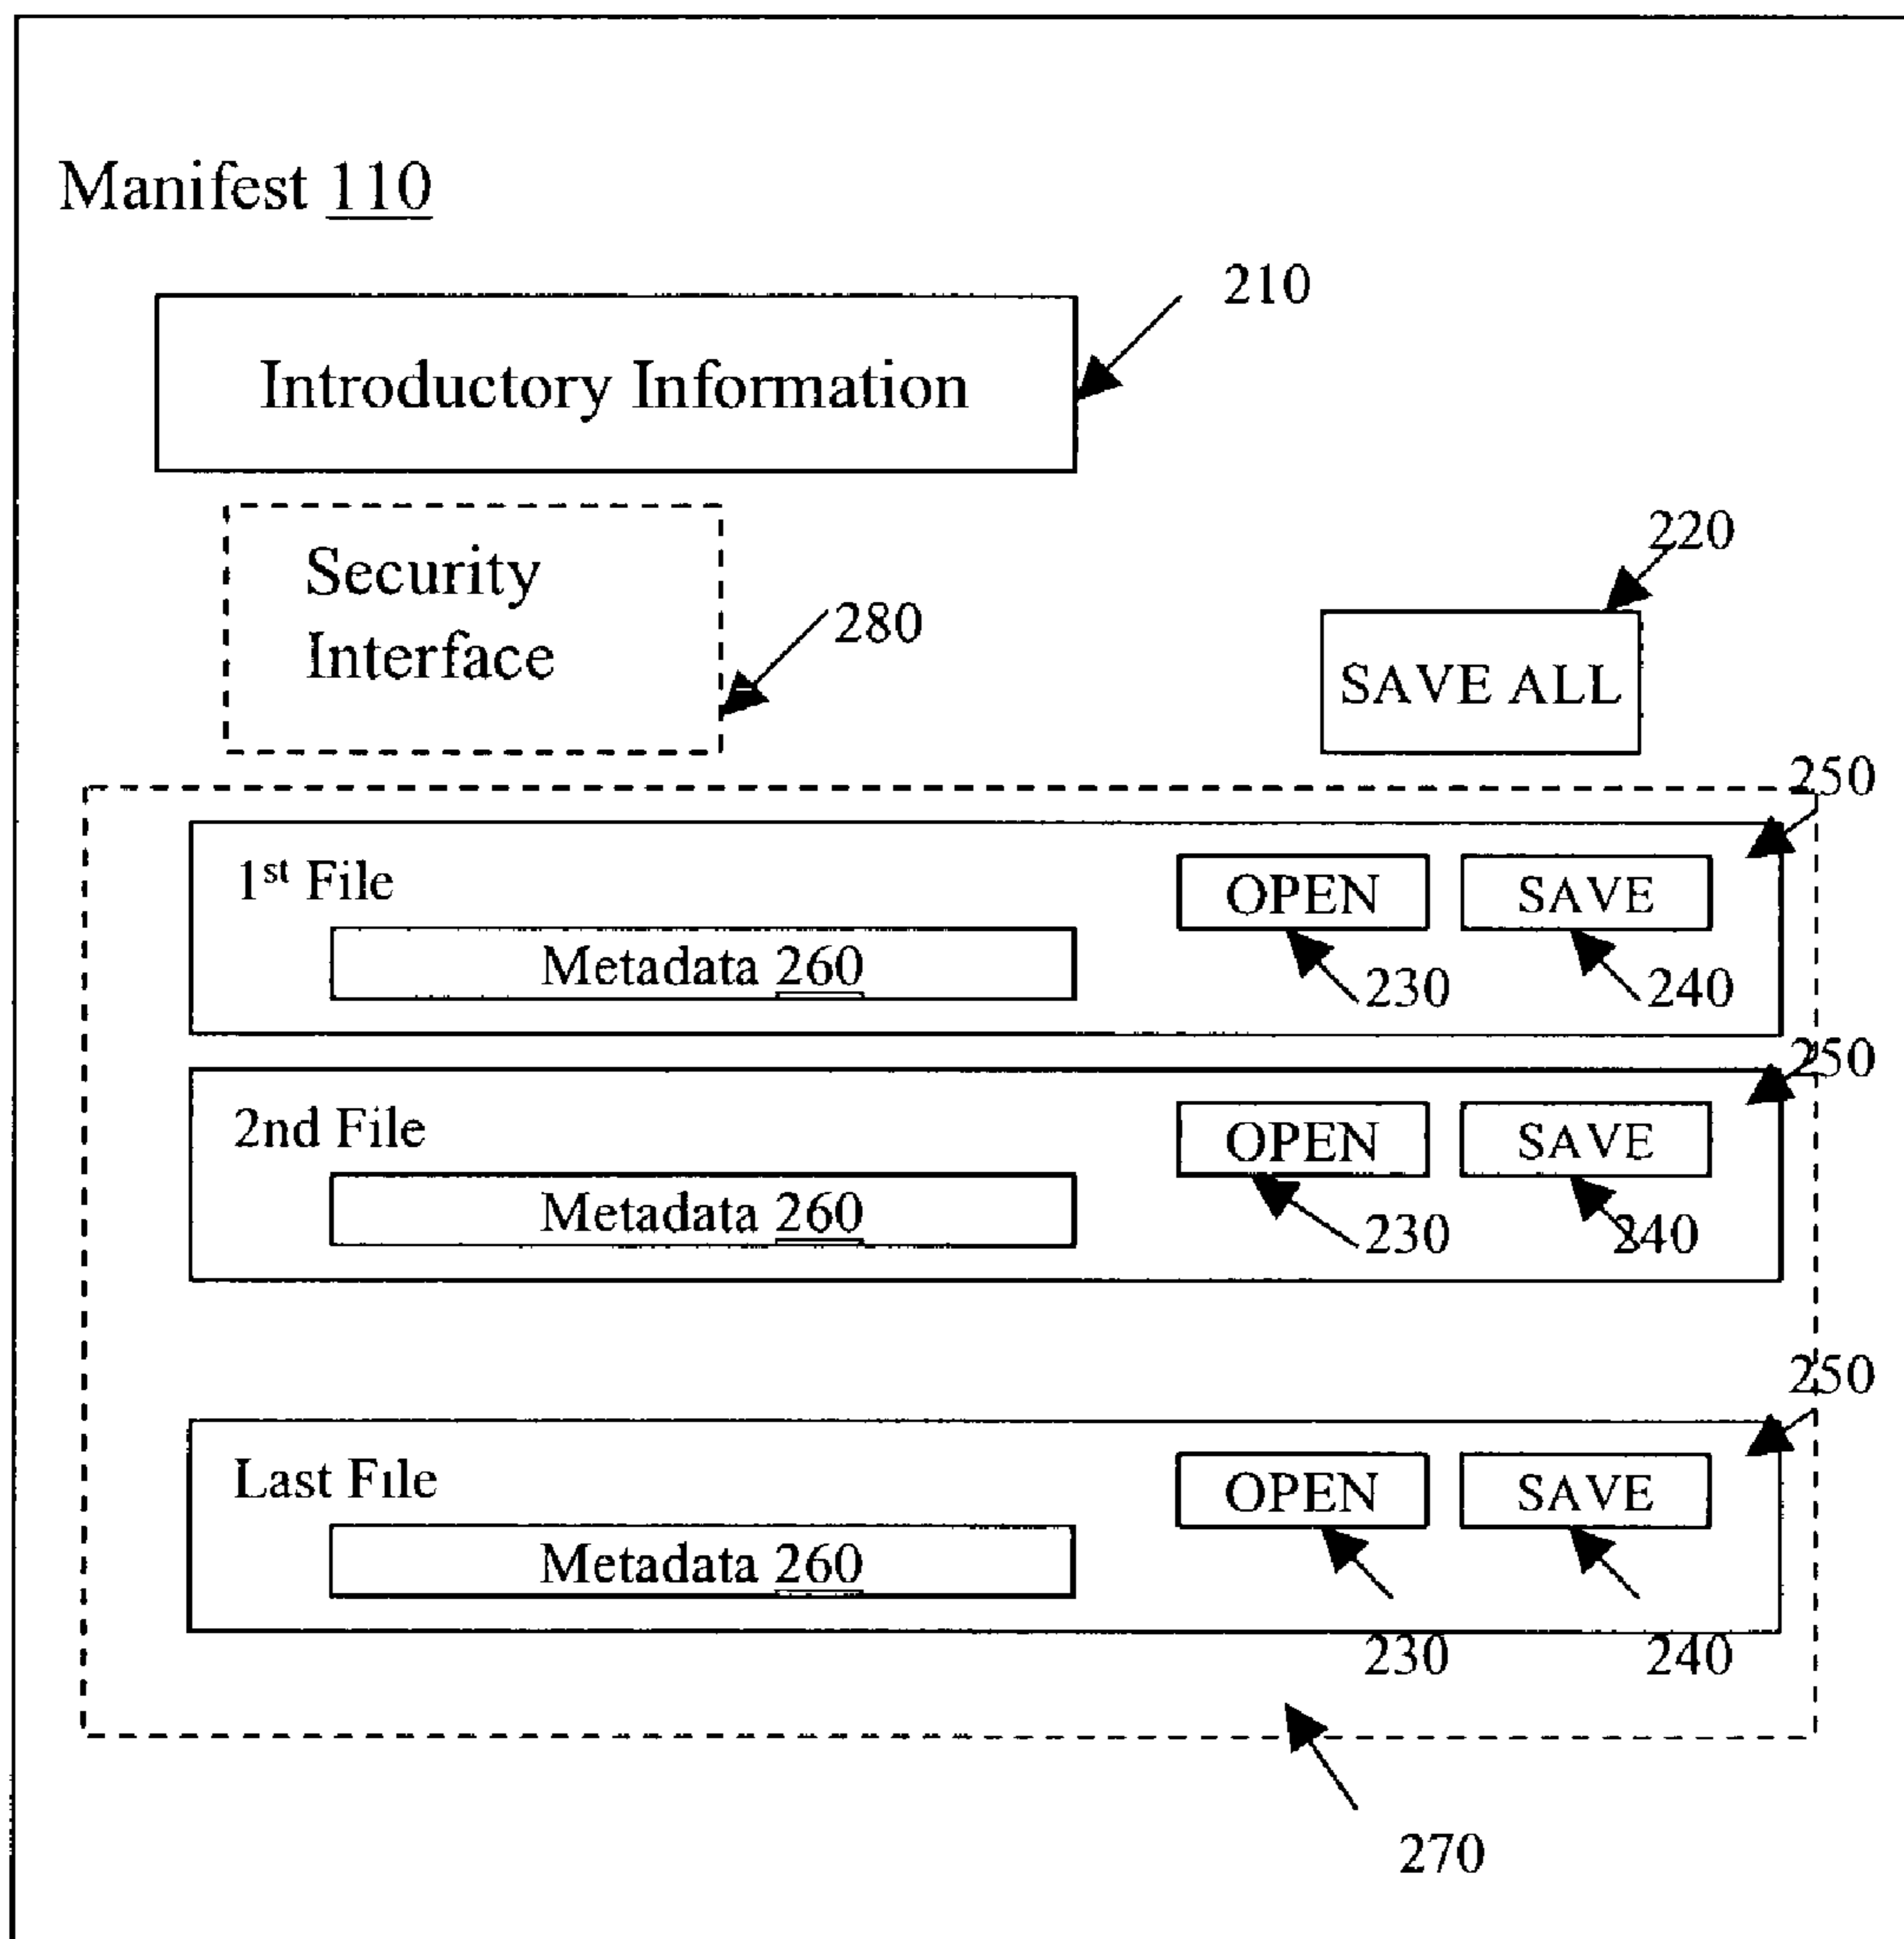 Manifest 110
210
Introductory Information
Security
Interface
280
220
SAVE ALL
250
1st File
OPEN
SAVE
Metadata 260
230
240
250
2nd File
OPEN
SAVE
Metadata 260
230
240
250
Last File
OPEN
SAVE
Metadata 260
230
240
270